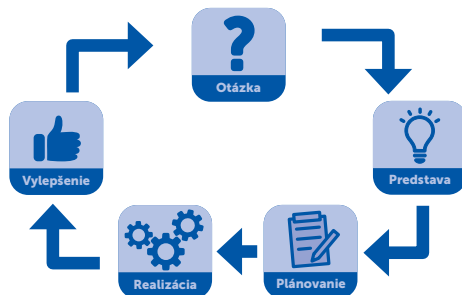 Otázka
Predstava
Plánovanie
Realizácia
Vylepšenie